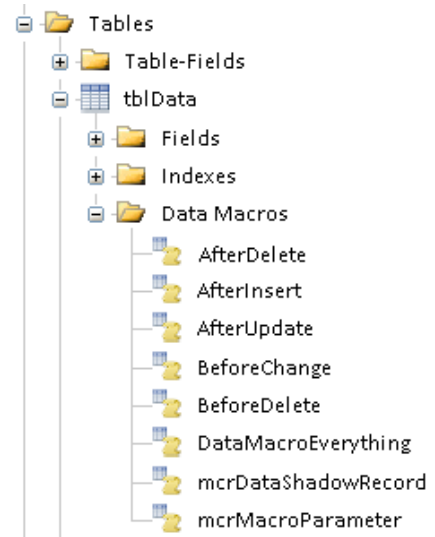 Tables
Table-Fields
tblData
Fields
Indexes
Data Macros
AfterDelete
AfterInsert
AfterUpdate
BeforeChange
BeforeDelete
DataMacroEverything
mcrDataShadowRecord
mcrMacroParameter